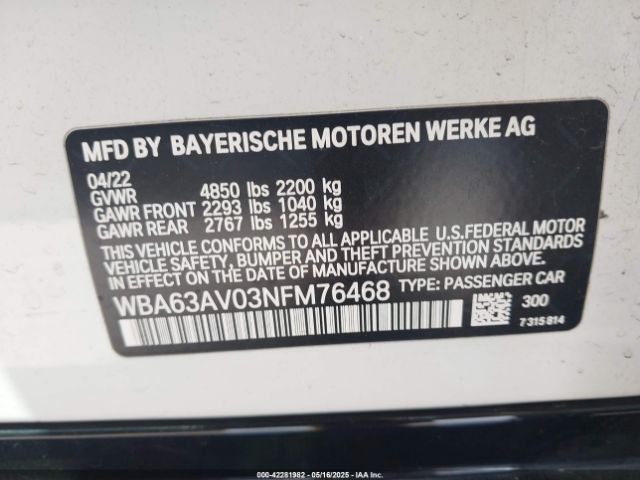 MFD BY BAYERISCHE MOTOREN WERKE AG
04/22
GVWR 4850 lbs 2200 kg
GAWR FRONT 2293 lbs 1040 kg
GAWR REAR 2767 lbs 1255 kg
THIS VEHICLE CONFORMS TO ALL APPLICABLE U.S.FEDERAL MOTOR
VEHICLE SAFETY, BUMPER, AND THEFT PREVENTION STANDARDS
IN EFFECT ON THE DATE OF MANUFACTURE SHOWN ABOVE.
WBA63AV03NFM76468 TYPE: PASSENGER CAR
300
7315814
000-42281982 - 05/16/2025 - IAA, Inc.